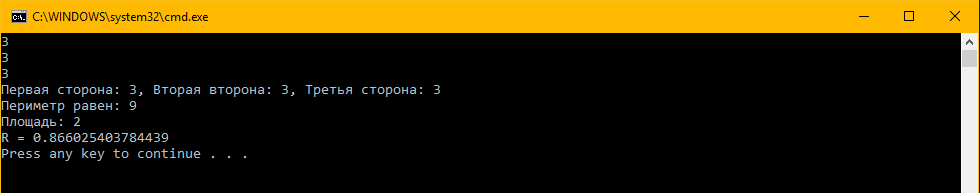 C:\WINDOWS\system32\cmd.exe
3
3
3
Первая сторона: 3, Вторая второна: 3, Третья сторона: 3
Периметр равен: 9
Площадь: 2
R = 0.866025403784439
Press any key to continue . . .